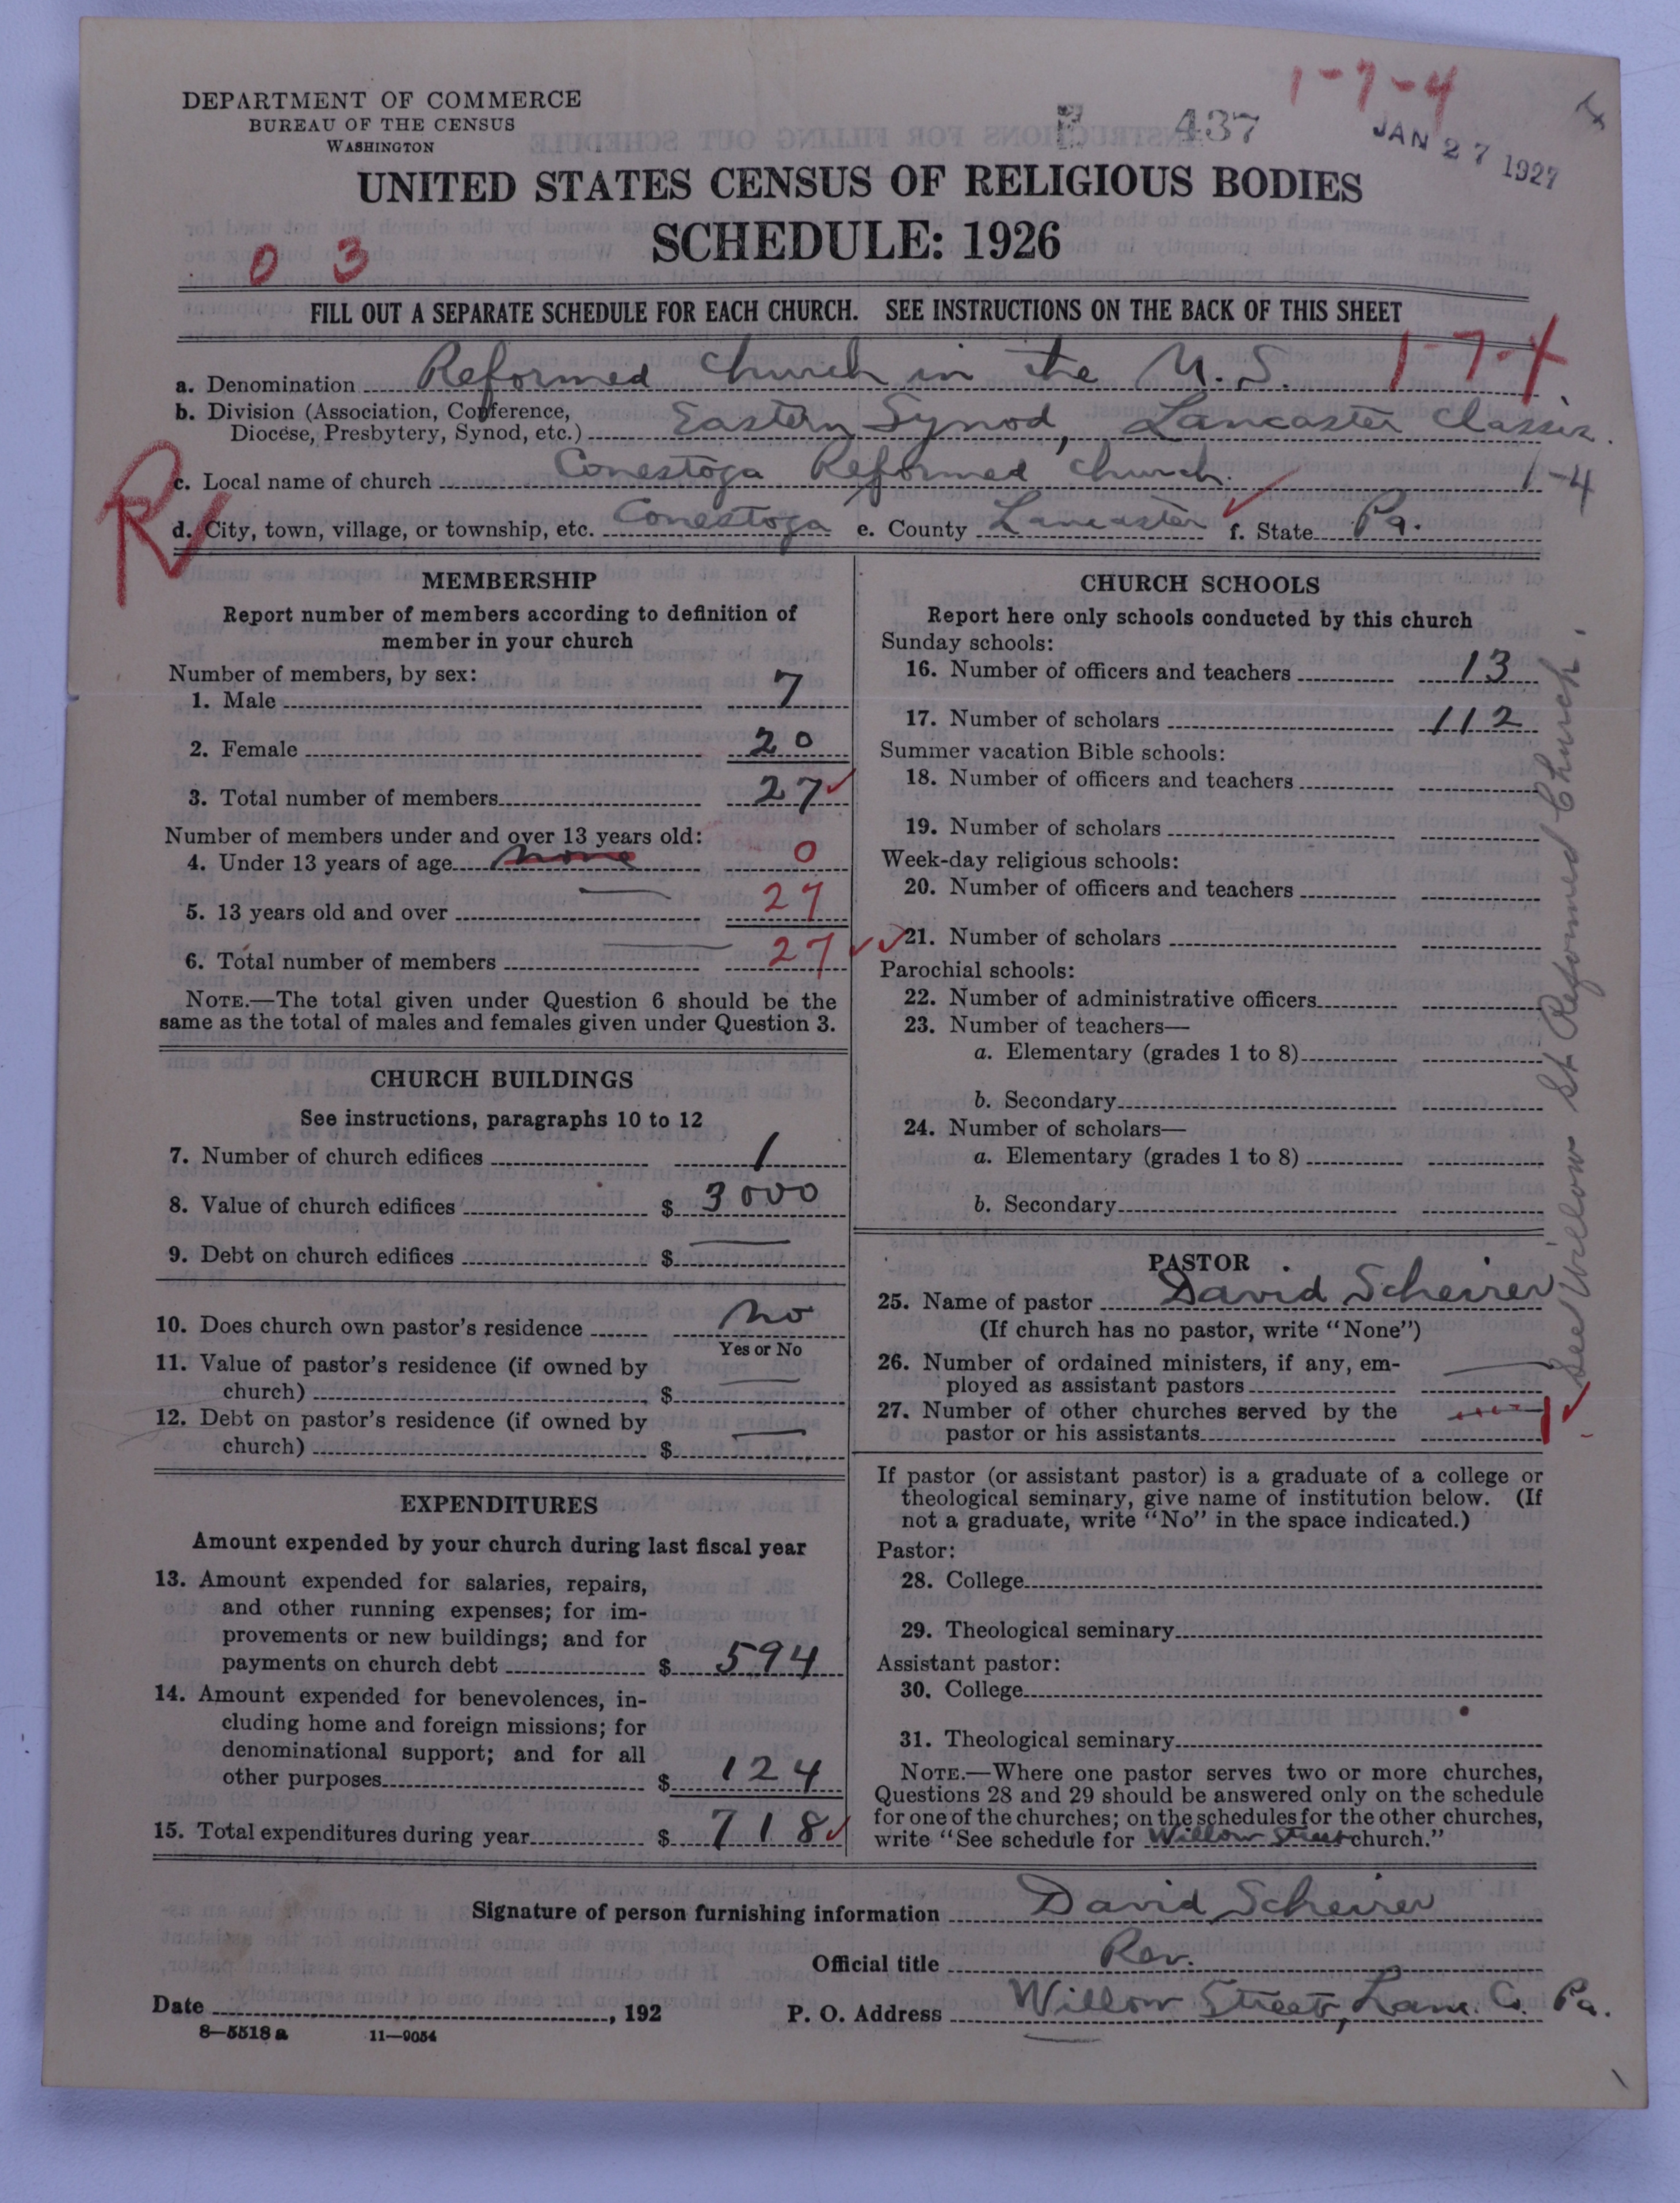 1-7-4
DEPARTMENT OF COMMERCE
BUREAU OF THE CENSUS
WASHINGTON
437
JAN 27 1927
UNITED STATES CENSUS OF RELIGIOUS BODIES
SCHEDULE: 1926
0 3
FILL OUT A SEPARATE SCHEDULE FOR EACH CHURCH. SEE INSTRUCTIONS ON THE BACK OF THIS SHEET
a. Denomination Reformed Church in the U. S. 1-7-4
b. Division (Association, Conference,
Diocese, Presbytery, Synod, etc.) Eastern Synod, Lancaster Classis.
c. Local name of church Conestoga Reformed Church. 1-4
R
d. City, town, village, or township, etc. Conestoga e. County Lancaster f. State Pa.
MEMBERSHIP
Report number of members according to definition of
member in your church
Number of members, by sex:
1. Male 7
2. Female 20
3. Total number of members 27
Number of members under and over 13 years old:
4. Under 13 years of age none 0
5. 13 years old and over 27
6. Total number of members 27
NOTE.—The total given under Question 6 should be the
same as the total of males and females given under Question 3.
CHURCH BUILDINGS
See instructions, paragraphs 10 to 12
7. Number of church edifices 1
8. Value of church edifices $ 3000
9. Debt on church edifices $ —
10. Does church own pastor's residence No
Yes or No
11. Value of pastor's residence (if owned by
church) $ —
12. Debt on pastor's residence (if owned by
church) $ —
EXPENDITURES
Amount expended by your church during last fiscal year
13. Amount expended for salaries, repairs,
and other running expenses; for im-
provements or new buildings; and for
payments on church debt $ 594
14. Amount expended for benevolences, in-
cluding home and foreign missions; for
denominational support; and for all
other purposes $ 124
15. Total expenditures during year $ 718
CHURCH SCHOOLS
Report here only schools conducted by this church
Sunday schools:
16. Number of officers and teachers 13
17. Number of scholars 112
Summer vacation Bible schools:
18. Number of officers and teachers
19. Number of scholars
Week-day religious schools:
20. Number of officers and teachers
21. Number of scholars
Parochial schools:
22. Number of administrative officers
23. Number of teachers—
a. Elementary (grades 1 to 8)
b. Secondary
24. Number of scholars—
a. Elementary (grades 1 to 8)
b. Secondary
PASTOR
25. Name of pastor David Scheirer
(If church has no pastor, write "None")
26. Number of ordained ministers, if any, em-
ployed as assistant pastors —
27. Number of other churches served by the
pastor or his assistants 1
If pastor (or assistant pastor) is a graduate of a college or
theological seminary, give name of institution below. (If
not a graduate, write "No" in the space indicated.)
Pastor:
28. College
29. Theological seminary
Assistant pastor:
30. College
31. Theological seminary
NOTE.—Where one pastor serves two or more churches,
Questions 28 and 29 should be answered only on the schedule
for one of the churches; on the schedules for the other churches,
write "See schedule for Willow Street church."
See Willow St Reformed Church.
Signature of person furnishing information David Scheirer
Official title Rev.
Date , 192
P. O. Address Willow Street, Lanc. Co. Pa.
8—5518 a 11—9054